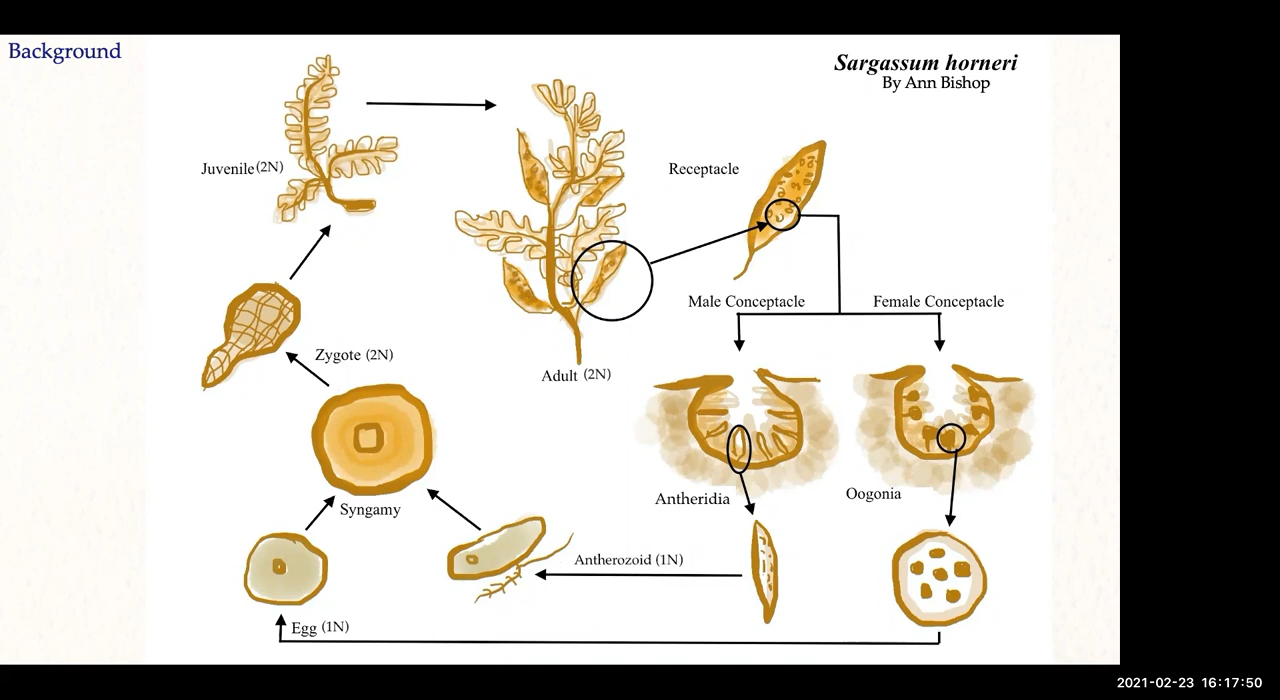 Background
Sargassum horneri
By Ann Bishop
Juvenile (2N)
Receptacle
Male Conceptacle
Female Conceptacle
Zygote (2N)
Adult (2N)
Antheridia
Oogonia
Syngamy
Antherozoid (1N)
Egg (1N)
2021-02-23 16:17:50